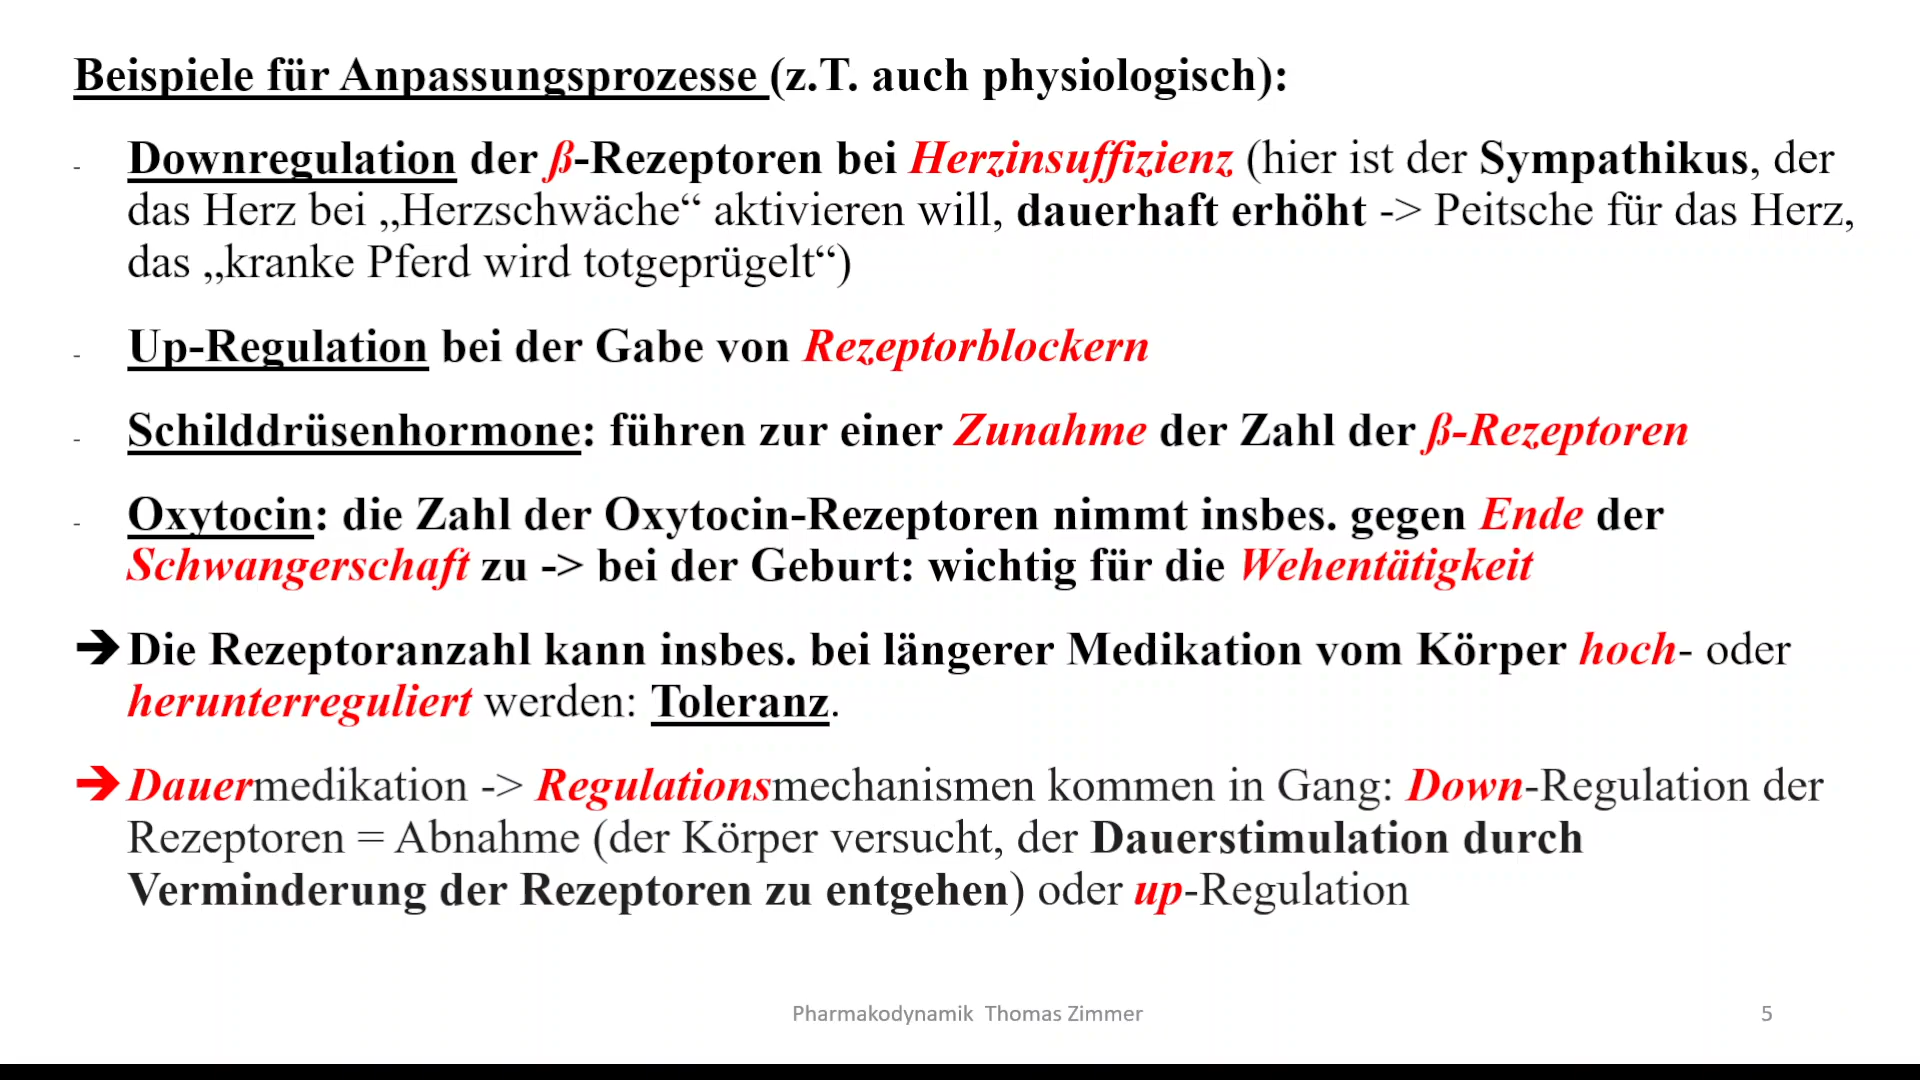 Beispiele für Anpassungsprozesse (z.T. auch physiologisch):
- Downregulation der ß-Rezeptoren bei Herzinsuffizienz (hier ist der Sympathikus, der
das Herz bei „Herzschwäche“ aktivieren will, dauerhaft erhöht -> Peitsche für das Herz,
das „kranke Pferd wird totgeprügelt“)
- Up-Regulation bei der Gabe von Rezeptorblockern
- Schilddrüsenhormone: führen zur einer Zunahme der Zahl der ß-Rezeptoren
- Oxytocin: die Zahl der Oxytocin-Rezeptoren nimmt insbes. gegen Ende der
Schwangerschaft zu -> bei der Geburt: wichtig für die Wehentätigkeit
➔ Die Rezeptoranzahl kann insbes. bei längerer Medikation vom Körper hoch- oder
herunterreguliert werden: Toleranz.
➔ Dauermedikation -> Regulationsmechanismen kommen in Gang: Down-Regulation der
Rezeptoren = Abnahme (der Körper versucht, der Dauerstimulation durch
Verminderung der Rezeptoren zu entgehen) oder up-Regulation
Pharmakodynamik Thomas Zimmer
5